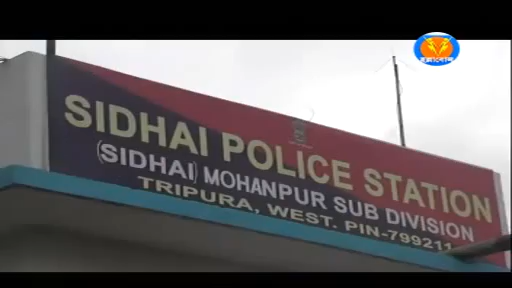 SIDHAI POLICE STATION
(SIDHAI) MOHANPUR SUB DIVISION
TRIPURA, WEST. PIN-799211